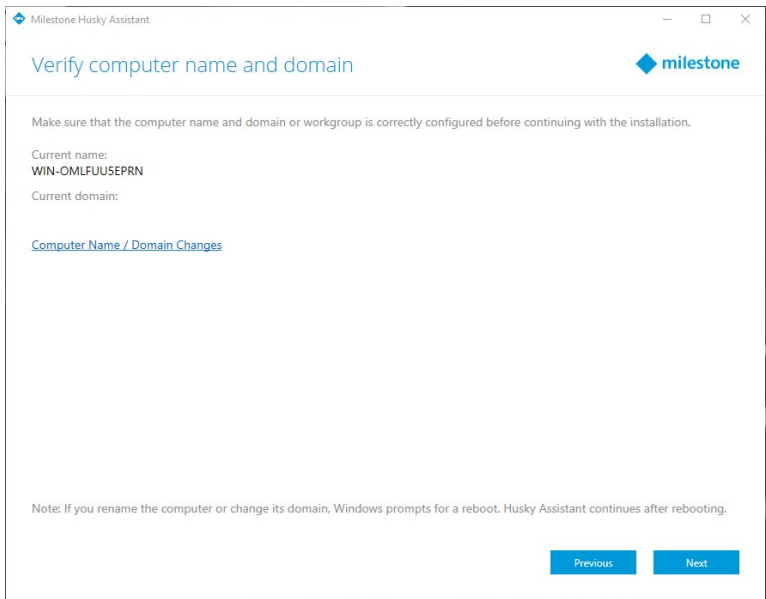 Milestone Husky Assistant
Verify computer name and domain
milestone
Make sure that the computer name and domain or workgroup is correctly configured before continuing with the installation.
Current name:
WIN-OMLFUU5EPRN
Current domain:
Computer Name / Domain Changes
Note: If you rename the computer or change its domain, Windows prompts for a reboot. Husky Assistant continues after rebooting.
Previous
Next